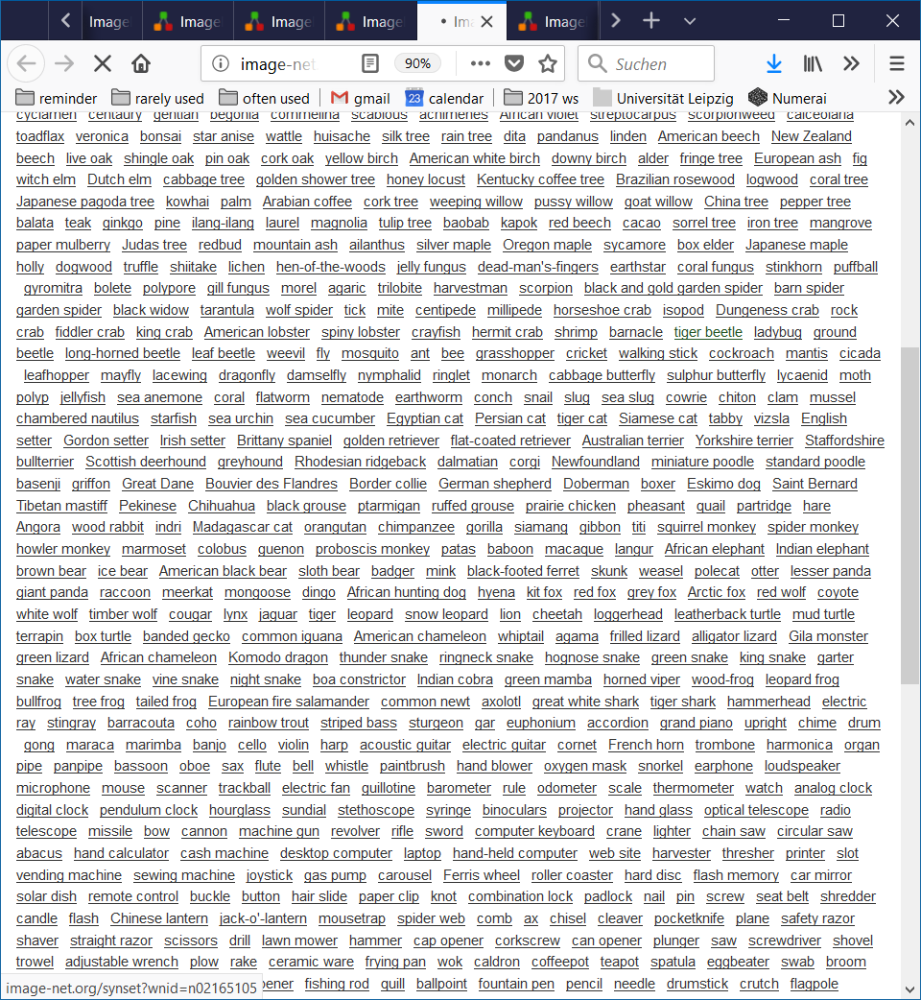 Image
Image
Image
Image
Ima
Image
image-net.
90%
Suchen
reminder rarely used often used gmail 23 calendar 2017 ws Universität Leipzig Numerai
cyclamen centaury gentian begonia commelina scabious achimenes African violet streptocarpus scorpionweed calceolaria
toadflax veronica bonsai star anise wattle huisache silk tree rain tree dita pandanus linden American beech New Zealand
beech live oak shingle oak pin oak cork oak yellow birch American white birch downy birch alder fringe tree European ash fig
witch elm Dutch elm cabbage tree golden shower tree honey locust Kentucky coffee tree Brazilian rosewood logwood coral tree
Japanese pagoda tree kowhai palm Arabian coffee cork tree weeping willow pussy willow goat willow China tree pepper tree
balata teak ginkgo pine ilang-ilang laurel magnolia tulip tree baobab kapok red beech cacao sorrel tree iron tree mangrove
paper mulberry Judas tree redbud mountain ash ailanthus silver maple Oregon maple sycamore box elder Japanese maple
holly dogwood truffle shiitake lichen hen-of-the-woods jelly fungus dead-man's-fingers earthstar coral fungus stinkhorn puffball
gyromitra bolete polypore gill fungus morel agaric trilobite harvestman scorpion black and gold garden spider barn spider
garden spider black widow tarantula wolf spider tick mite centipede millipede horseshoe crab isopod Dungeness crab rock
crab fiddler crab king crab American lobster spiny lobster crayfish hermit crab shrimp barnacle tiger beetle ladybug ground
beetle long-horned beetle leaf beetle weevil fly mosquito ant bee grasshopper cricket walking stick cockroach mantis cicada
leafhopper mayfly lacewing dragonfly damselfly nymphalid ringlet monarch cabbage butterfly sulphur butterfly lycaenid moth
polyp jellyfish sea anemone coral flatworm nematode earthworm conch snail slug sea slug cowrie chiton clam mussel
chambered nautilus starfish sea urchin sea cucumber Egyptian cat Persian cat tiger cat Siamese cat tabby vizsla English
setter Gordon setter Irish setter Brittany spaniel golden retriever flat-coated retriever Australian terrier Yorkshire terrier Staffordshire
bullterrier Scottish deerhound greyhound Rhodesian ridgeback dalmatian corgi Newfoundland miniature poodle standard poodle
basenji griffon Great Dane Bouvier des Flandres Border collie German shepherd Doberman boxer Eskimo dog Saint Bernard
Tibetan mastiff Pekinese Chihuahua black grouse ptarmigan ruffed grouse prairie chicken pheasant quail partridge hare
Angora wood rabbit indri Madagascar cat orangutan chimpanzee gorilla siamang gibbon titi squirrel monkey spider monkey
howler monkey marmoset colobus guenon proboscis monkey patas baboon macaque langur African elephant Indian elephant
brown bear ice bear American black bear sloth bear badger mink black-footed ferret skunk weasel polecat otter lesser panda
giant panda raccoon meerkat mongoose dingo African hunting dog hyena kit fox red fox grey fox Arctic fox red wolf coyote
white wolf timber wolf cougar lynx jaguar tiger leopard snow leopard lion cheetah loggerhead leatherback turtle mud turtle
terrapin box turtle banded gecko common iguana American chameleon whiptail agama frilled lizard alligator lizard Gila monster
green lizard African chameleon Komodo dragon thunder snake ringneck snake hognose snake green snake king snake garter
snake water snake vine snake night snake boa constrictor Indian cobra green mamba horned viper wood-frog leopard frog
bullfrog tree frog tailed frog European fire salamander common newt axolotl great white shark tiger shark hammerhead electric
ray stingray barracouta coho rainbow trout striped bass sturgeon gar euphonium accordion grand piano upright chime drum
gong maraca marimba banjo cello violin harp acoustic guitar electric guitar cornet French horn trombone harmonica organ
pipe panpipe bassoon oboe sax flute bell whistle paintbrush hand blower oxygen mask snorkel earphone loudspeaker
microphone mouse scanner trackball electric fan guillotine barometer rule odometer scale thermometer watch analog clock
digital clock pendulum clock hourglass sundial stethoscope syringe binoculars projector hand glass optical telescope radio
telescope missile bow cannon machine gun revolver rifle sword computer keyboard crane lighter chain saw circular saw
abacus hand calculator cash machine desktop computer laptop hand-held computer web site harvester thresher printer slot
vending machine sewing machine joystick gas pump carousel Ferris wheel roller coaster hard disc flash memory car mirror
solar dish remote control buckle button hair slide paper clip knot combination lock padlock nail pin screw seat belt shredder
candle flash Chinese lantern jack-o'-lantern mousetrap spider web comb ax chisel cleaver pocketknife plane safety razor
shaver straight razor scissors drill lawn mower hammer cap opener corkscrew can opener plunger saw screwdriver shovel
trowel adjustable wrench plow rake ceramic ware frying pan wok caldron coffeepot teapot spatula eggbeater swab broom
image-net.org/synset?wnid=n02165105 pener fishing rod quill ballpoint fountain pen pencil needle drumstick crutch flagpole